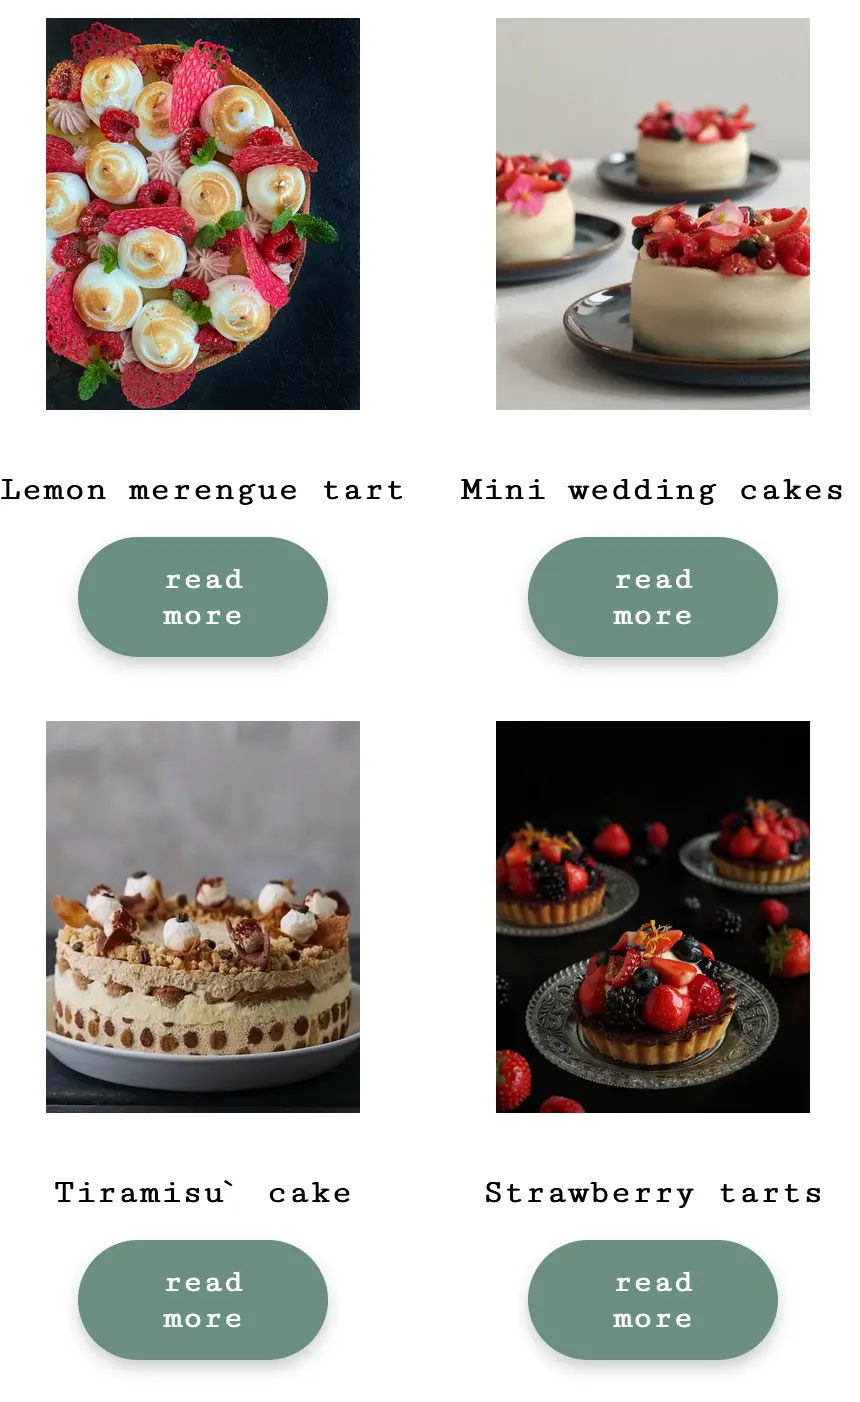 Lemon merengue tart
Mini wedding cakes
read
more
read
more
Tiramisu` cake
Strawberry tarts
read
more
read
more